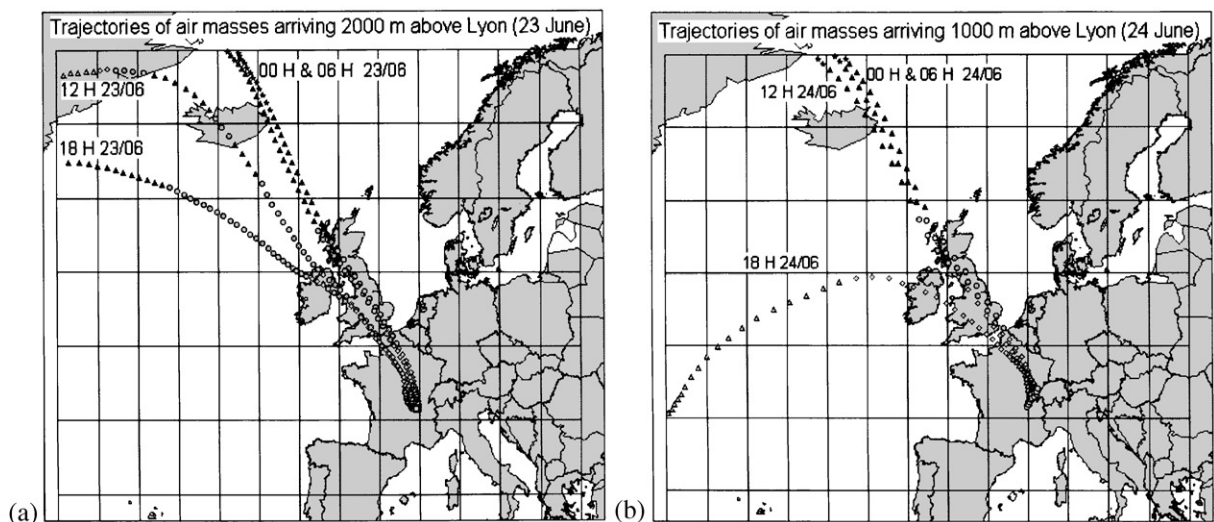 Trajectories of air masses arriving 2000 m above Lyon (23 June)
00 H & 06 H 23/06
12 H 23/06
18 H 23/06
(a)
Trajectories of air masses arriving 1000 m above Lyon (24 June)
00 H & 06 H 24/06
12 H 24/06
18 H 24/06
(b)